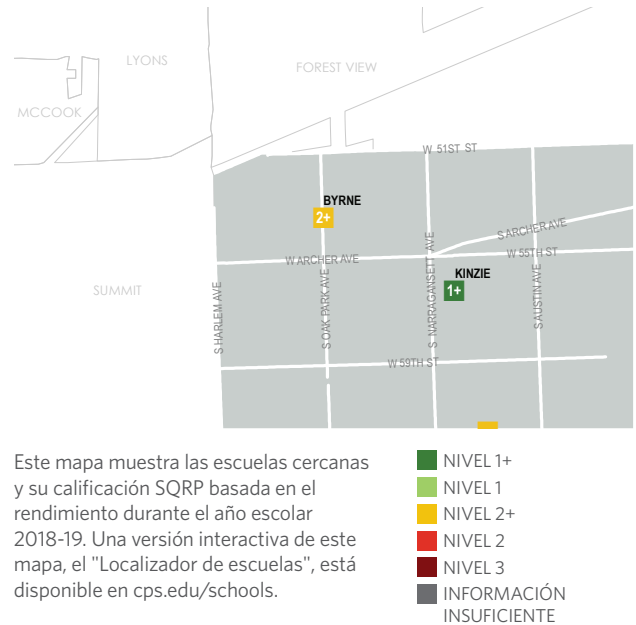 LYONS
FOREST VIEW
MCCOOK
W 51ST ST
BYRNE
2+
S ARCHER AVE
W ARCHER AVE
W 55TH ST
KINZIE
1+
SUMMIT
S HARLEM AVE
S OAK PARK AVE
S NARRAGANSETT AVE
S AUSTIN AVE
W 59TH ST
Este mapa muestra las escuelas cercanas
y su calificación SQRP basada en el
rendimiento durante el año escolar
2018-19. Una versión interactiva de este
mapa, el "Localizador de escuelas", está
disponible en cps.edu/schools.
NIVEL 1+
NIVEL 1
NIVEL 2+
NIVEL 2
NIVEL 3
INFORMACIÓN
INSUFICIENTE